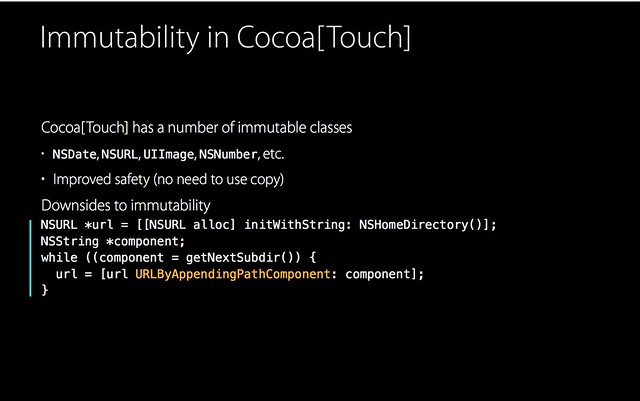 Immutability in Cocoa[Touch]
Cocoa[Touch] has a number of immutable classes
• NSDate, NSURL, UIImage, NSNumber, etc.
• Improved safety (no need to use copy)
Downsides to immutability
NSURL *url = [[NSURL alloc] initWithString: NSHomeDirectory()];
NSString *component;
while ((component = getNextSubdir()) {
  url = [url URLByAppendingPathComponent: component];
}